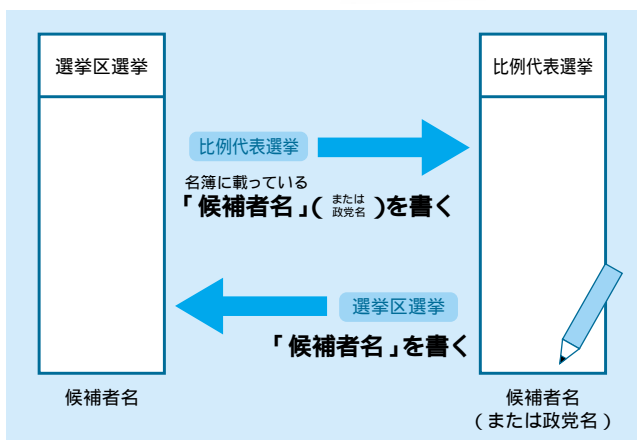 選挙区選挙
比例代表選挙
比例代表選挙
名簿に載っている
「候補者名」( または 政党名 )を書く
選挙区選挙
「候補者名」を書く
候補者名
候補者名
(または政党名)